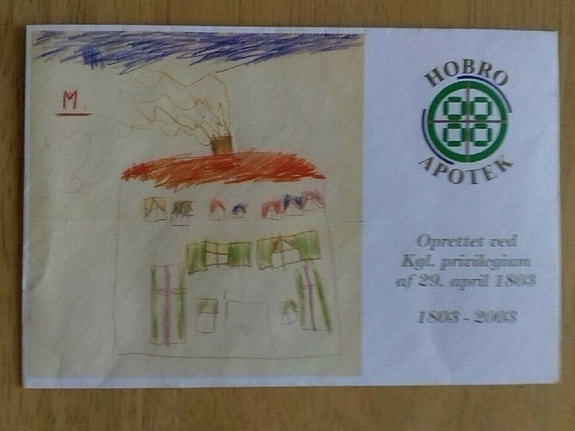 M.
HOBRO
APOTEK
Oprettet ved
Kgl. privilegium
af 29. april 1803
1803 - 2003